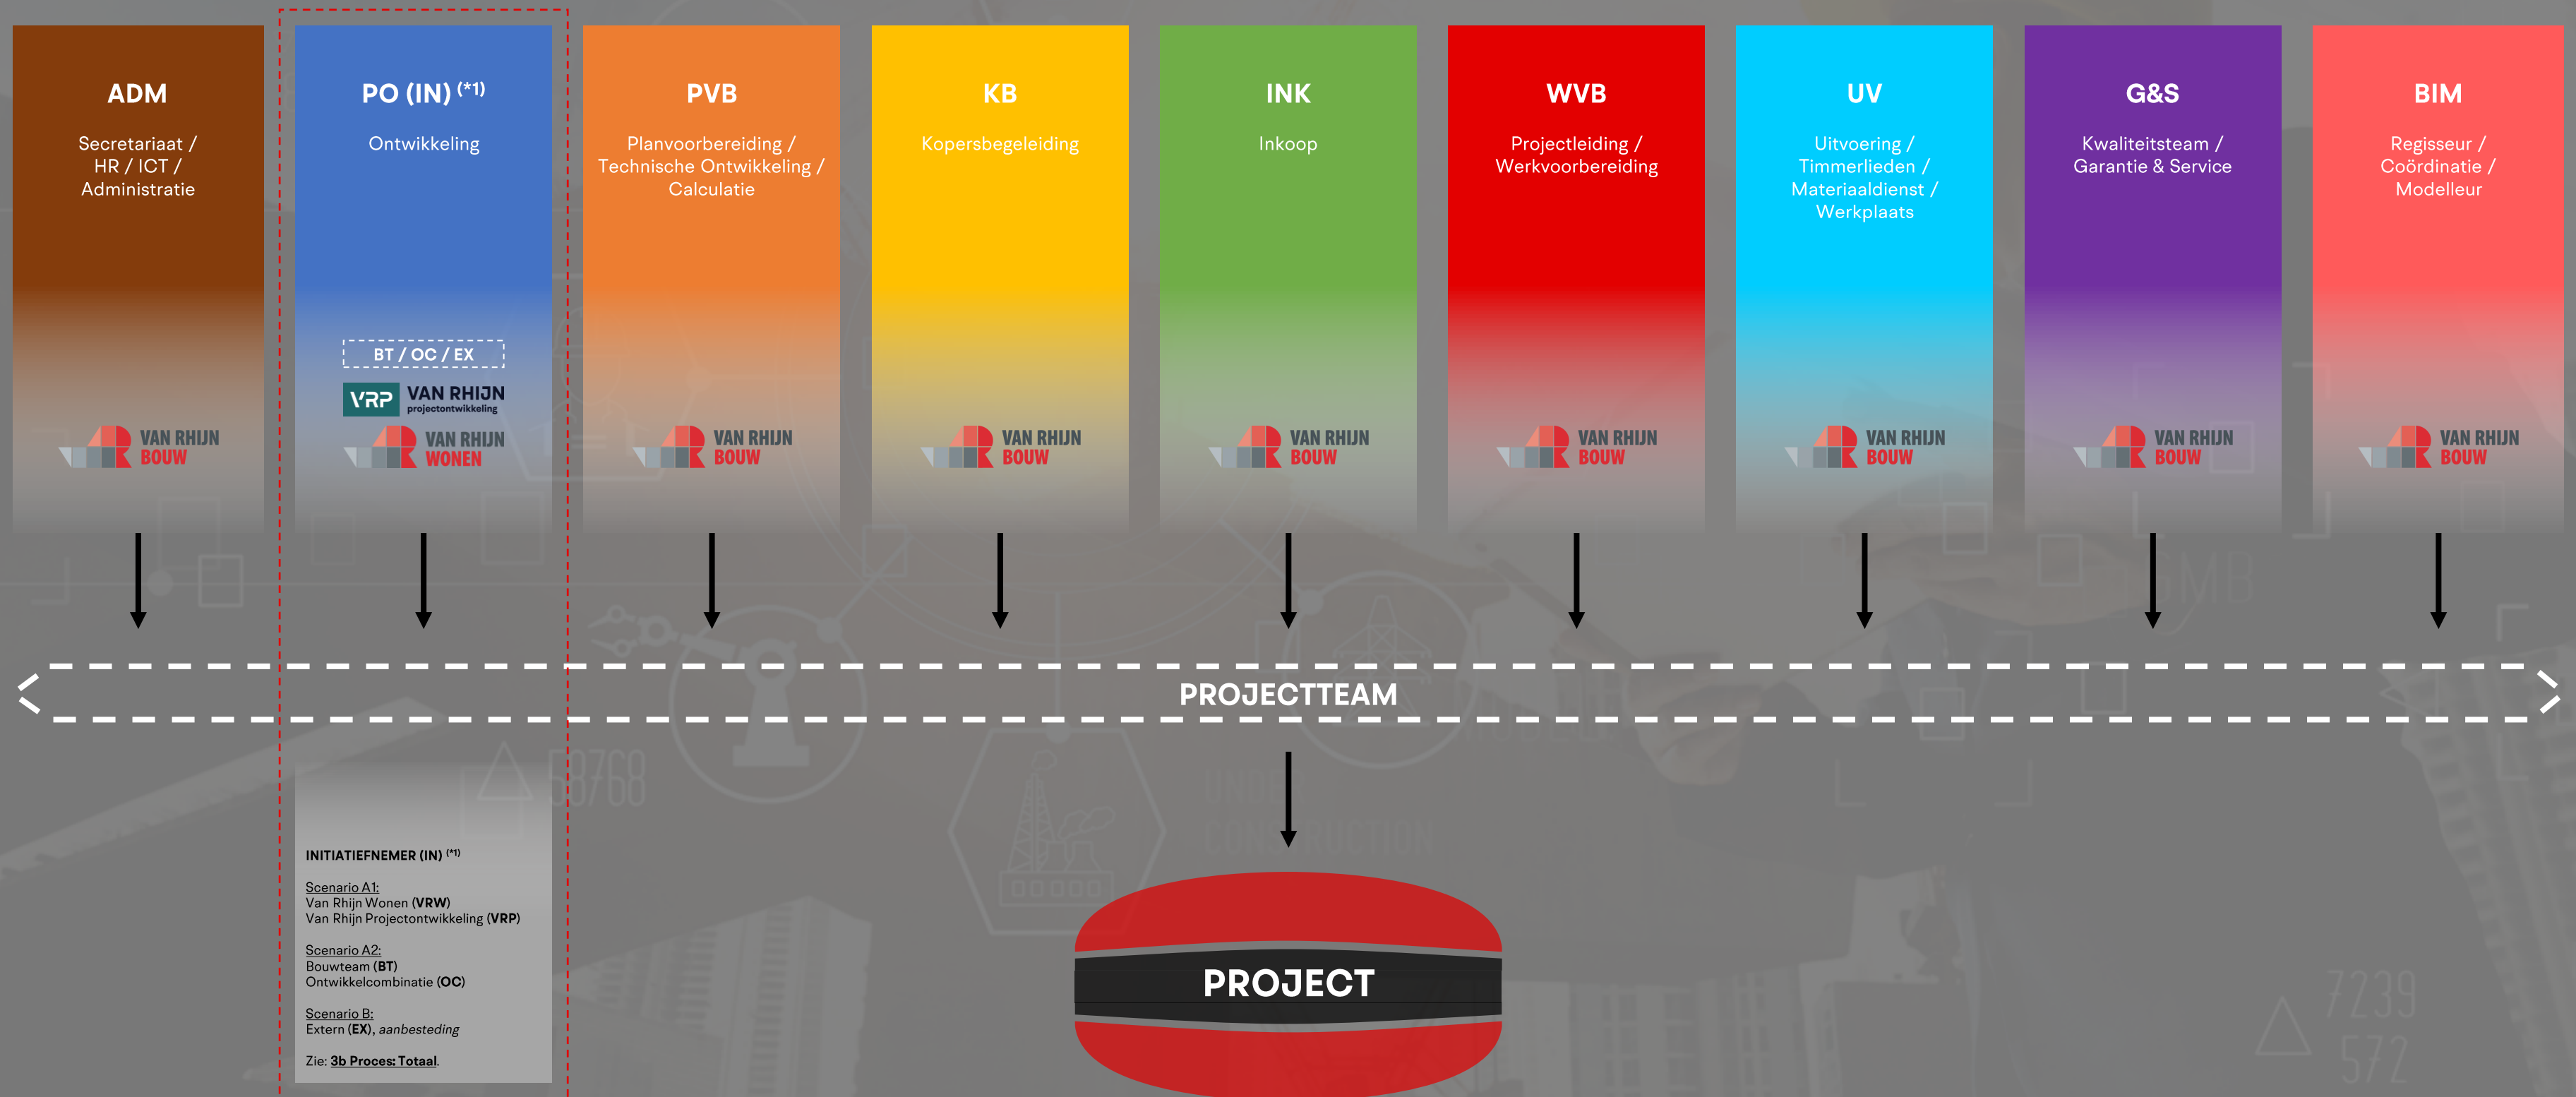 ADM
Secretariaat /
HR / ICT /
Administratie
VAN RHIJN
BOUW
PO (IN) (*1)
Ontwikkeling
BT / OC / EX
VRP VAN RHIJN
projectontwikkeling
VAN RHIJN
WONEN
PVB
Planvoorbereiding /
Technische Ontwikkeling /
Calculatie
VAN RHIJN
BOUW
KB
Kopersbegeleiding
VAN RHIJN
BOUW
INK
Inkoop
VAN RHIJN
BOUW
WVB
Projectleiding /
Werkvoorbereiding
VAN RHIJN
BOUW
UV
Uitvoering /
Timmerlieden /
Materiaaldienst /
Werkplaats
VAN RHIJN
BOUW
G&S
Kwaliteitsteam /
Garantie & Service
VAN RHIJN
BOUW
BIM
Regisseur /
Coördinatie /
Modelleur
VAN RHIJN
BOUW
PROJECTTEAM
INITIATIEFNEMER (IN) (*1)
Scenario A1:
Van Rhijn Wonen (VRW)
Van Rhijn Projectontwikkeling (VRP)
Scenario A2:
Bouwteam (BT)
Ontwikkelcombinatie (OC)
Scenario B:
Extern (EX), aanbesteding
Zie: 3b Proces: Totaal.
PROJECT
58768
UNDER
CONSTRUCTION
7239
572